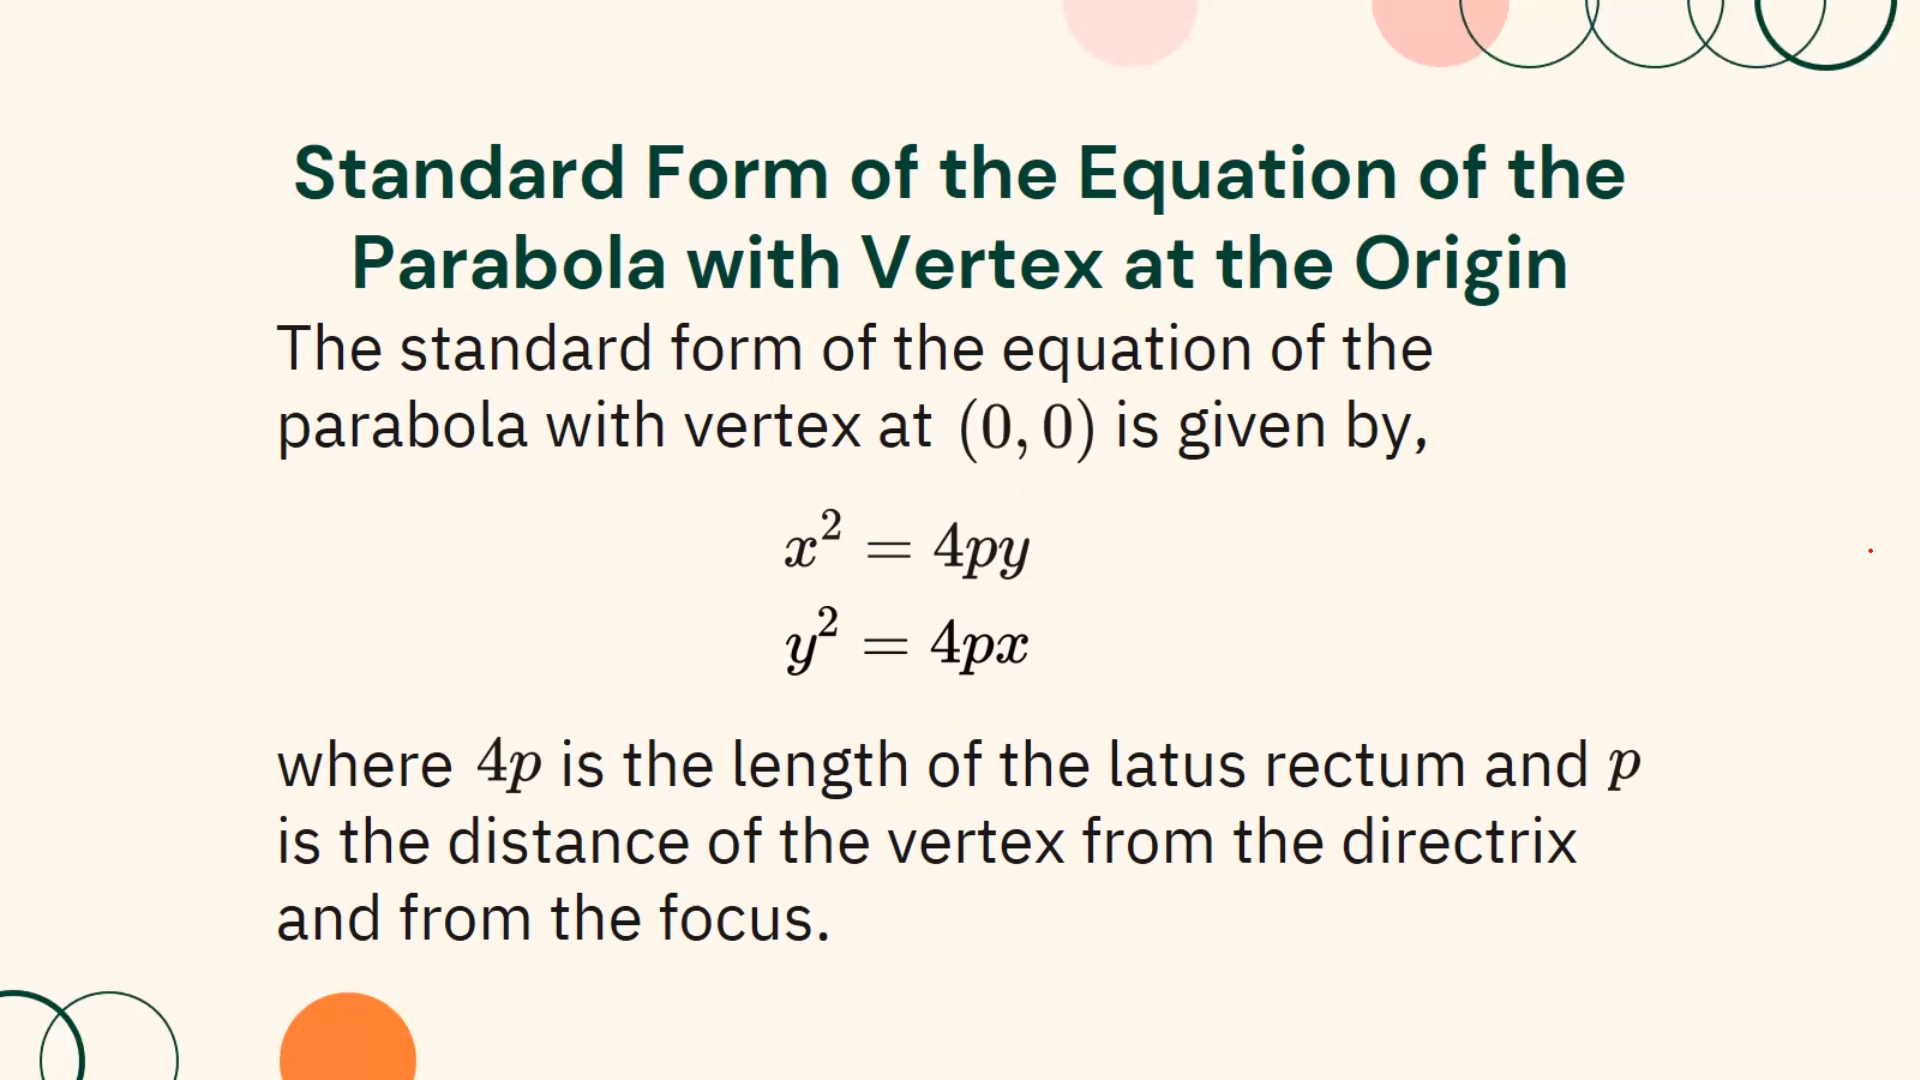 Standard Form of the Equation of the
Parabola with Vertex at the Origin
The standard form of the equation of the
parabola with vertex at (0, 0) is given by,
x² = 4py
y² = 4px
where 4p is the length of the latus rectum and p
is the distance of the vertex from the directrix
and from the focus.